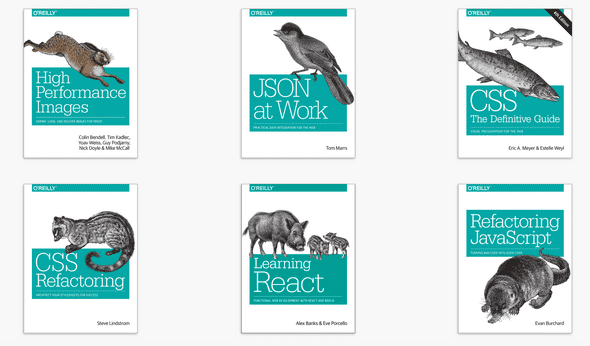 O'REILLY®
High
Performance
Images
SHRINK, LOAD, AND DELIVER IMAGES FOR SPEED
Colin Bendell, Tim Kadlec,
Yoav Weiss, Guy Podjarny,
Nick Doyle & Mike McCall
O'REILLY®
JSON
at Work
PRACTICAL DATA INTEGRATION FOR THE WEB
Tom Marrs
O'REILLY®
4th Edition
CSS
The Definitive Guide
VISUAL PRESENTATION FOR THE WEB
Eric A. Meyer & Estelle Weyl
O'REILLY®
CSS
Refactoring
ARCHITECT YOUR STYLESHEETS FOR SUCCESS
Steve Lindstrom
O'REILLY®
Learning
React
FUNCTIONAL WEB DEVELOPMENT WITH REACT AND REDUX
Alex Banks & Eve Porcello
O'REILLY®
Refactoring
JavaScript
TURNING BAD CODE INTO GOOD CODE
Evan Burchard